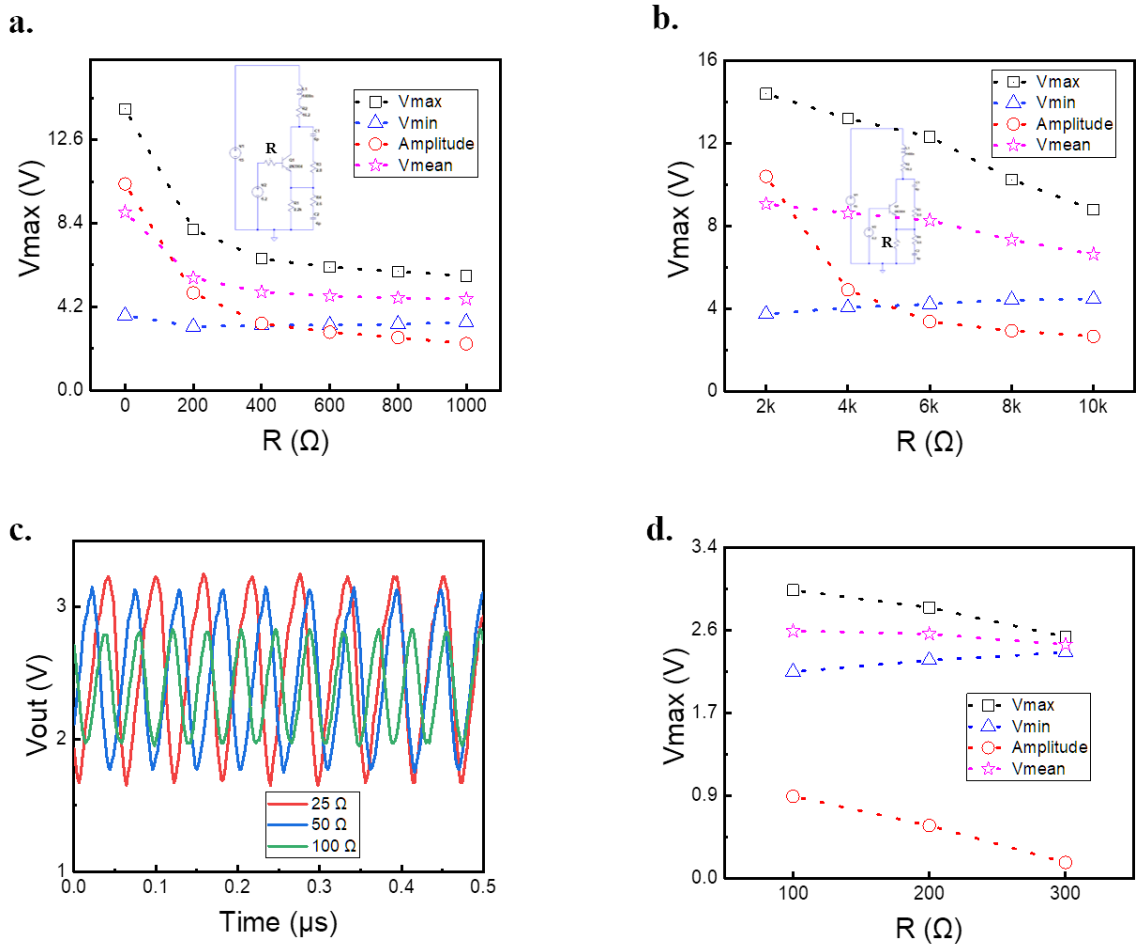 a.
Vmax (V)
12.6
8.4
4.2
0.0
0 200 400 600 800 1000
R (Ω)
R
Vmax
Vmin
Amplitude
Vmean
b.
Vmax (V)
16
12
8
4
0
2k 4k 6k 8k 10k
R (Ω)
R
Vmax
Vmin
Amplitude
Vmean
c.
Vout (V)
3
2
1
0.0 0.1 0.2 0.3 0.4 0.5
Time (μs)
25 Ω
50 Ω
100 Ω
d.
Vmax (V)
3.4
2.6
1.7
0.9
0.0
100 200 300
R (Ω)
Vmax
Vmin
Amplitude
Vmean